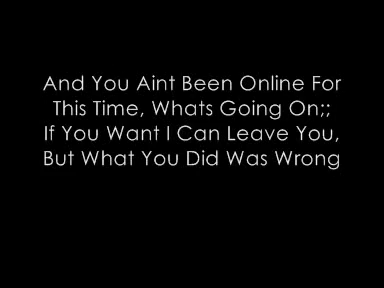 And You Aint Been Online For
This Time, Whats Going On;;
If You Want I Can Leave You,
But What You Did Was Wrong